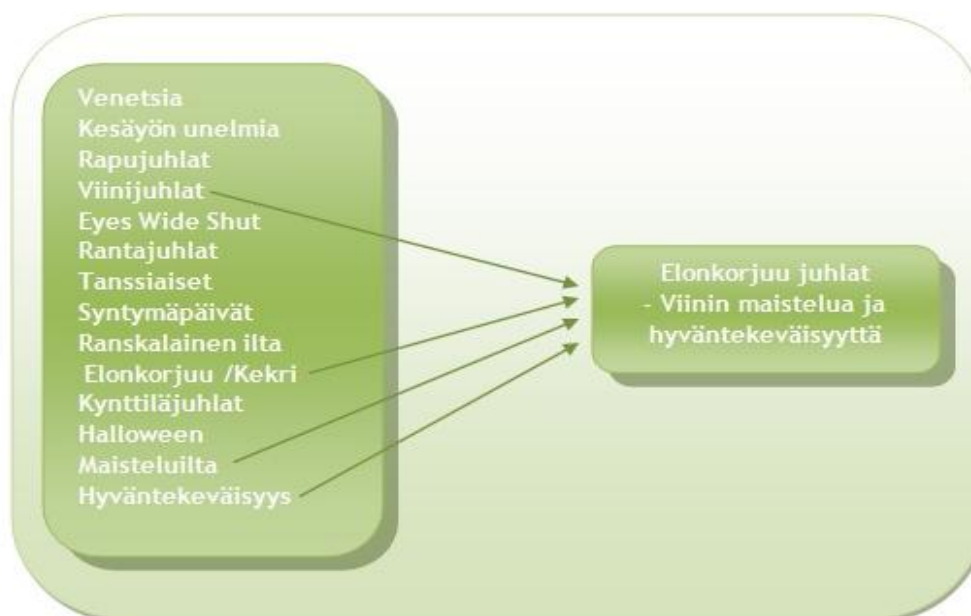 Venetsia
Kesäyön unelmia
Rapujuhlat
Viinijuhlat
Eyes Wide Shut
Rantajuhlat
Tanssiaiset
Syntymäpäivät
Ranskalainen ilta
Elonkorjuu /Kekri
Kynttiläjuhlat
Halloween
Maisteluilta
Hyväntekeväisyys
Elonkorjuu juhlat
- Viinin maistelua ja
hyväntekeväisyyttä